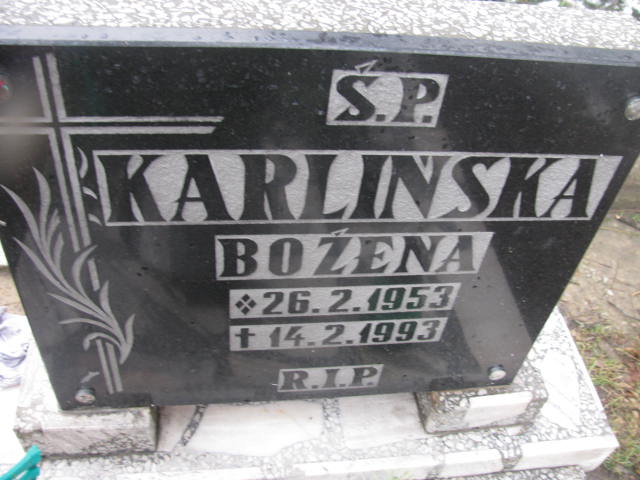 Ś.P.
KARLIŃSKA
BOŻENA
26.2.1953
† 14.2.1993
R.I.P.